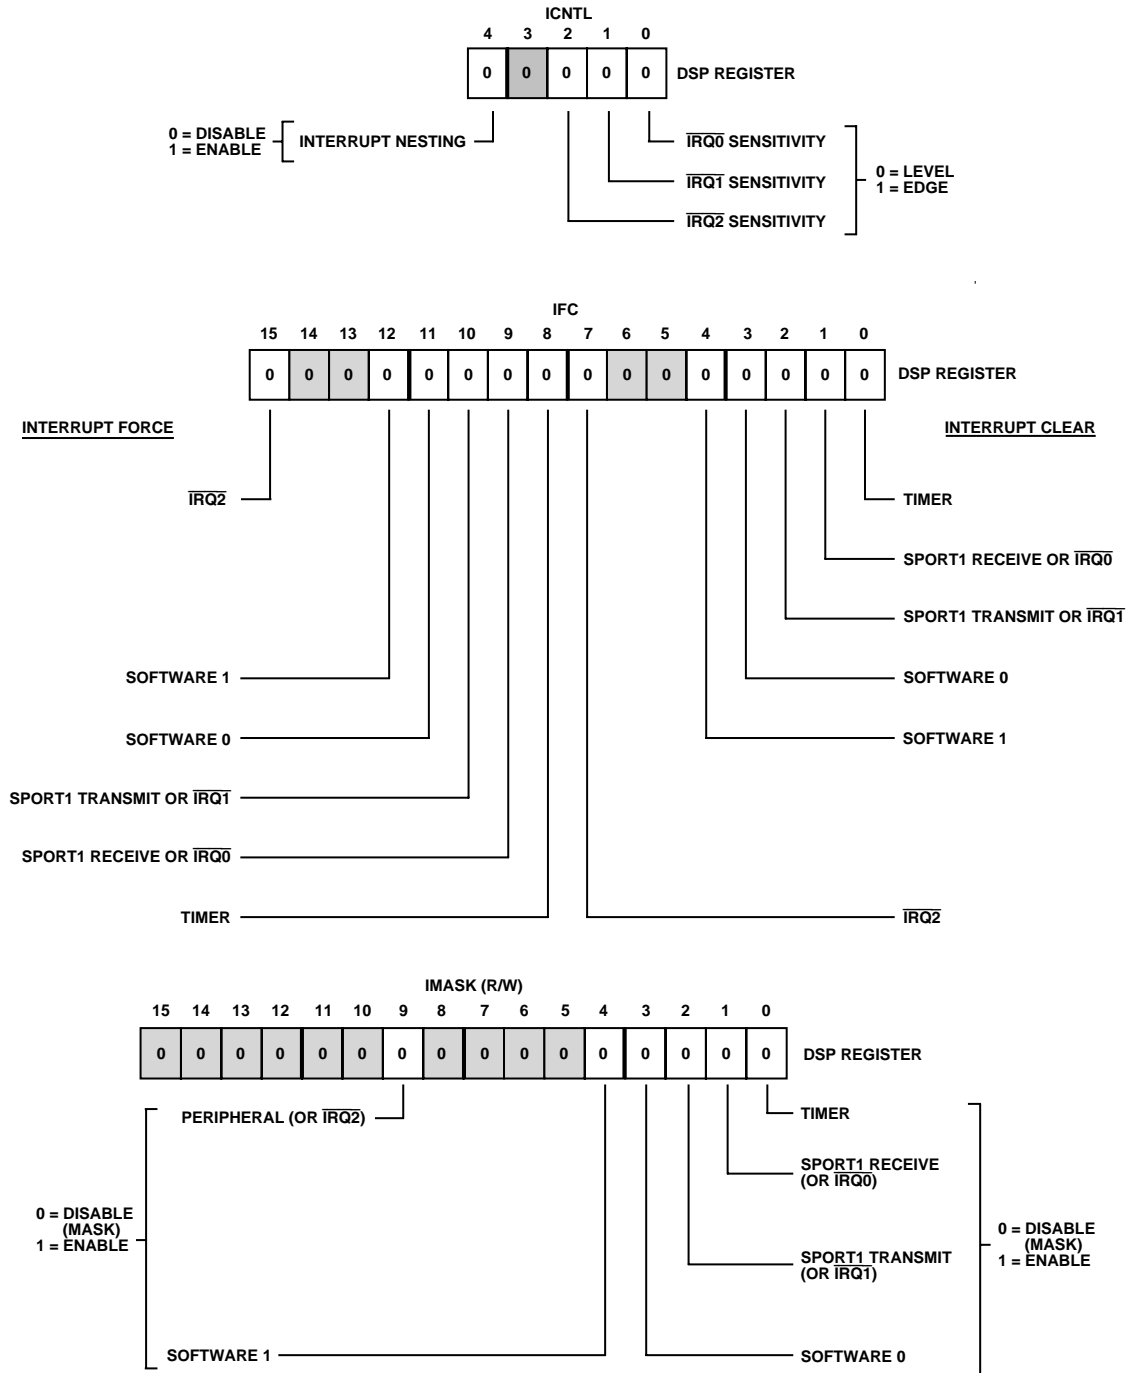 ICNTL
4 3 2 1 0
0 0 0 0 0 DSP REGISTER
0 = DISABLE
1 = ENABLE
INTERRUPT NESTING
IRQ0 SENSITIVITY
IRQ1 SENSITIVITY
IRQ2 SENSITIVITY
0 = LEVEL
1 = EDGE
IFC
15 14 13 12 11 10 9 8 7 6 5 4 3 2 1 0
0 0 0 0 0 0 0 0 0 0 0 0 0 0 0 0 DSP REGISTER
INTERRUPT FORCE
INTERRUPT CLEAR
IRQ2
TIMER
SPORT1 RECEIVE OR IRQ0
SPORT1 TRANSMIT OR IRQ1
SOFTWARE 1
SOFTWARE 0
SOFTWARE 0
SOFTWARE 1
SPORT1 TRANSMIT OR IRQ1
SPORT1 RECEIVE OR IRQ0
TIMER
IRQ2
IMASK (R/W)
15 14 13 12 11 10 9 8 7 6 5 4 3 2 1 0
0 0 0 0 0 0 0 0 0 0 0 0 0 0 0 0 DSP REGISTER
PERIPHERAL (OR IRQ2)
TIMER
SPORT1 RECEIVE
(OR IRQ0)
0 = DISABLE
(MASK)
1 = ENABLE
0 = DISABLE
(MASK)
1 = ENABLE
SPORT1 TRANSMIT
(OR IRQ1)
SOFTWARE 1
SOFTWARE 0